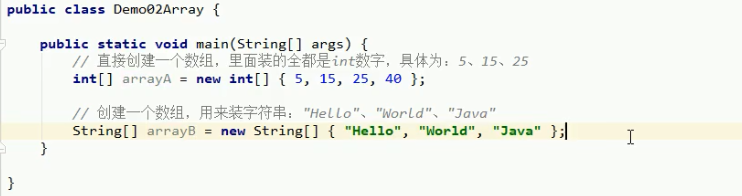 public class Demo02Array {
public static void main(String[] args) {
// 直接创建一个数组，里面装的全都是int数字，具体为：5、15、25
int[] arrayA = new int[] { 5, 15, 25, 40 };
// 创建一个数组，用来装字符串："Hello"、"World"、"Java"
String[] arrayB = new String[] { "Hello", "World", "Java" };
}
}